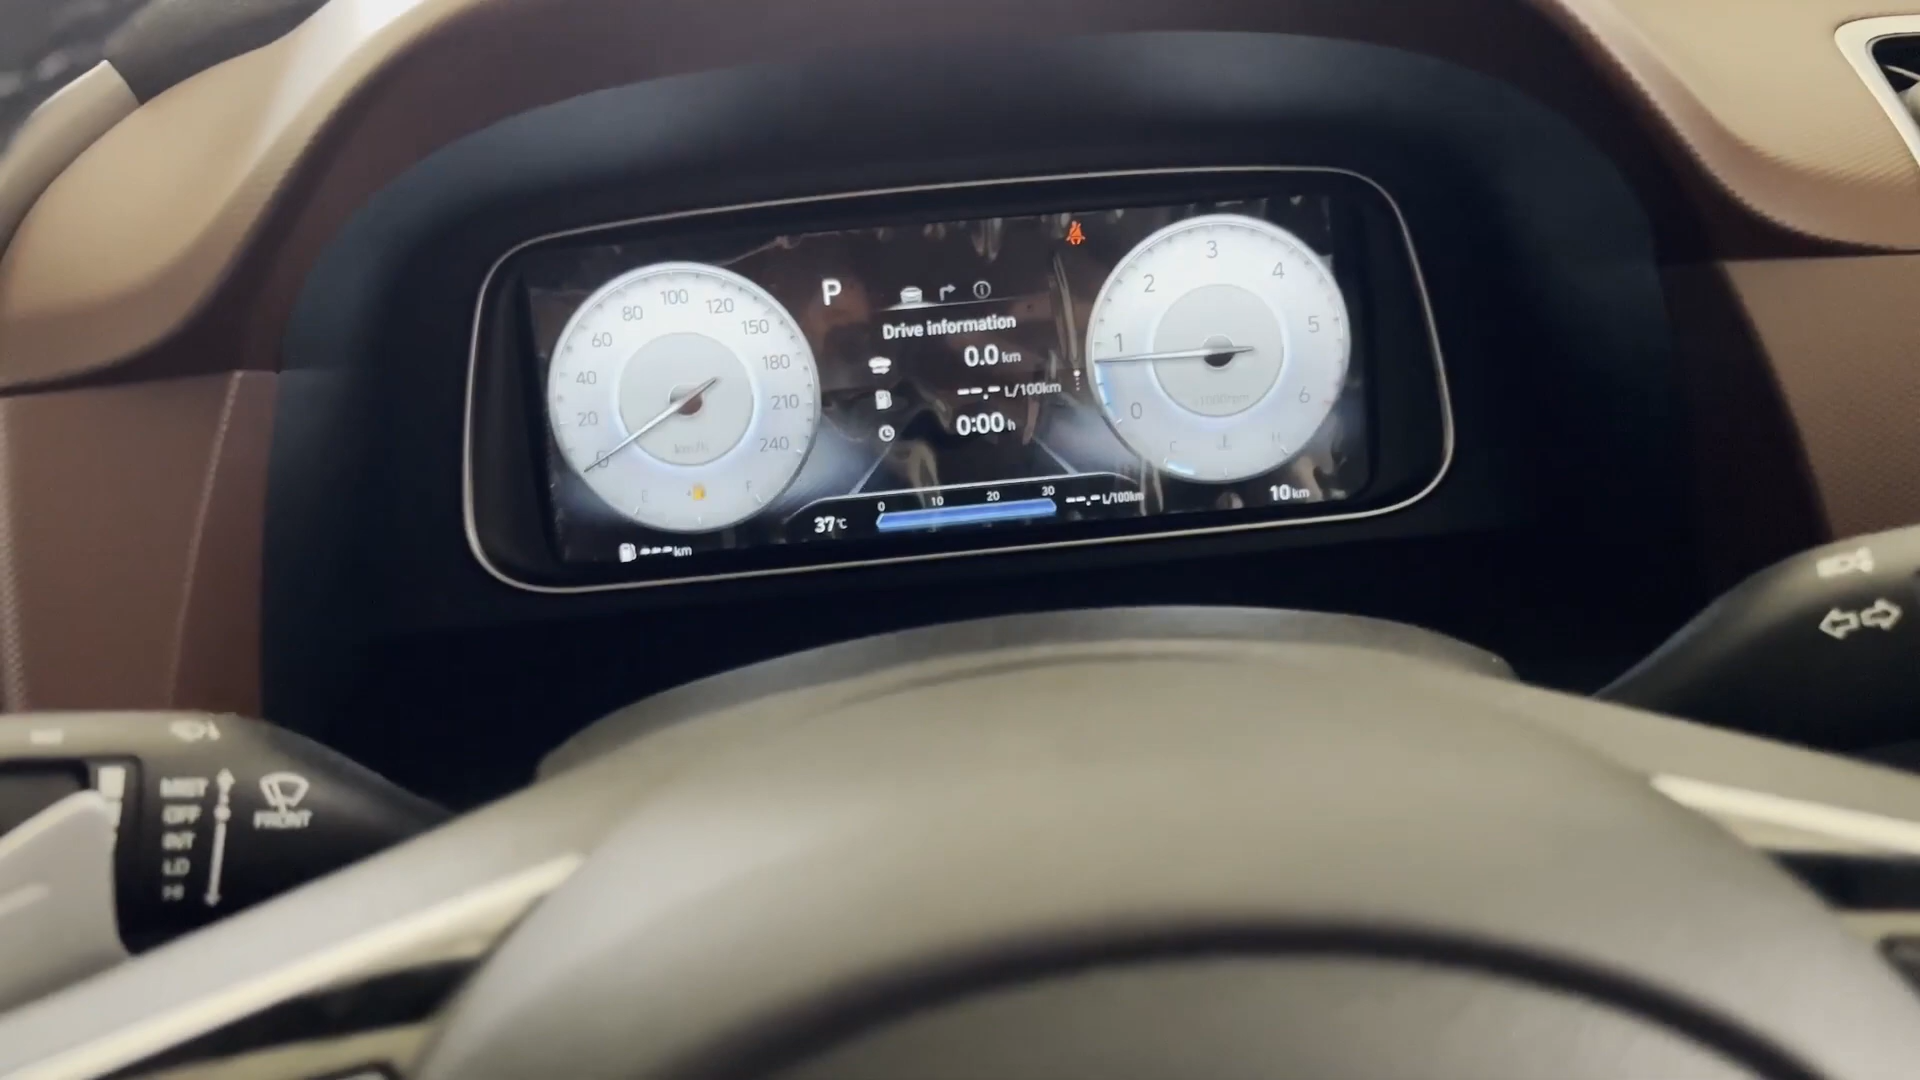 0 20 40 60 80 100 120 150 180 210 240
km/h
F
P
Drive information
0.0 km
--.- L/100km
0:00 h
0 1 2 3 4 5 6
x1000rpm
C H
37°C
0 10 20 30
--.- L/100km
10 km
--- km
MIST
OFF
INT
LO
HI
FRONT